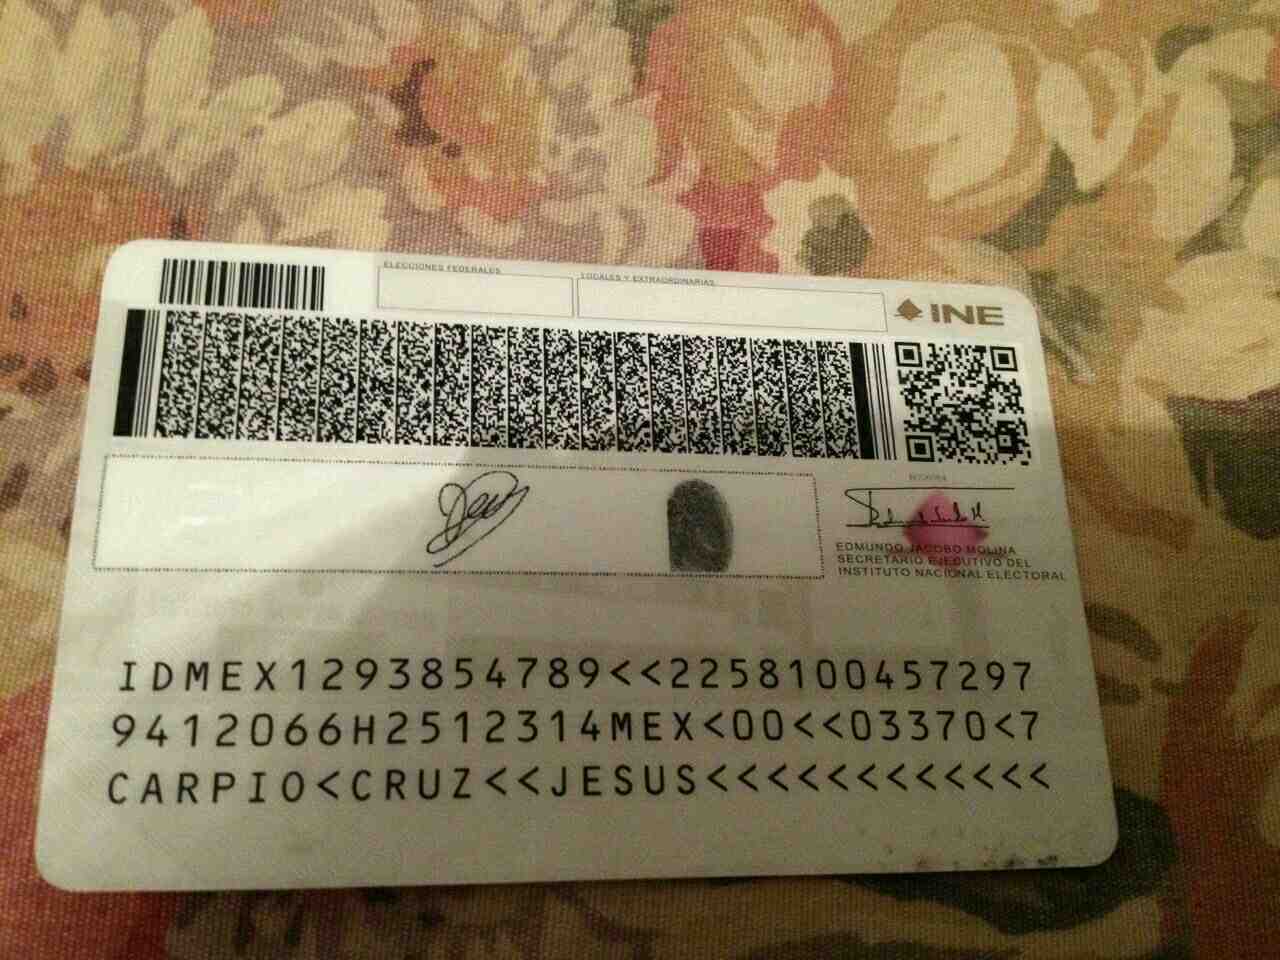 ELECCIONES FEDERALES
LOCALES Y EXTRAORDINARIAS
INE
EDMUNDO JACOBO MOLINA
SECRETARIO EJECUTIVO DEL
INSTITUTO NACIONAL ELECTORAL
IDMEX1293854789<<2258100457297
9412066H2512314MEX<00<<03370<7
CARPIO<CRUZ<<JESUS<<<<<<<<<<<<